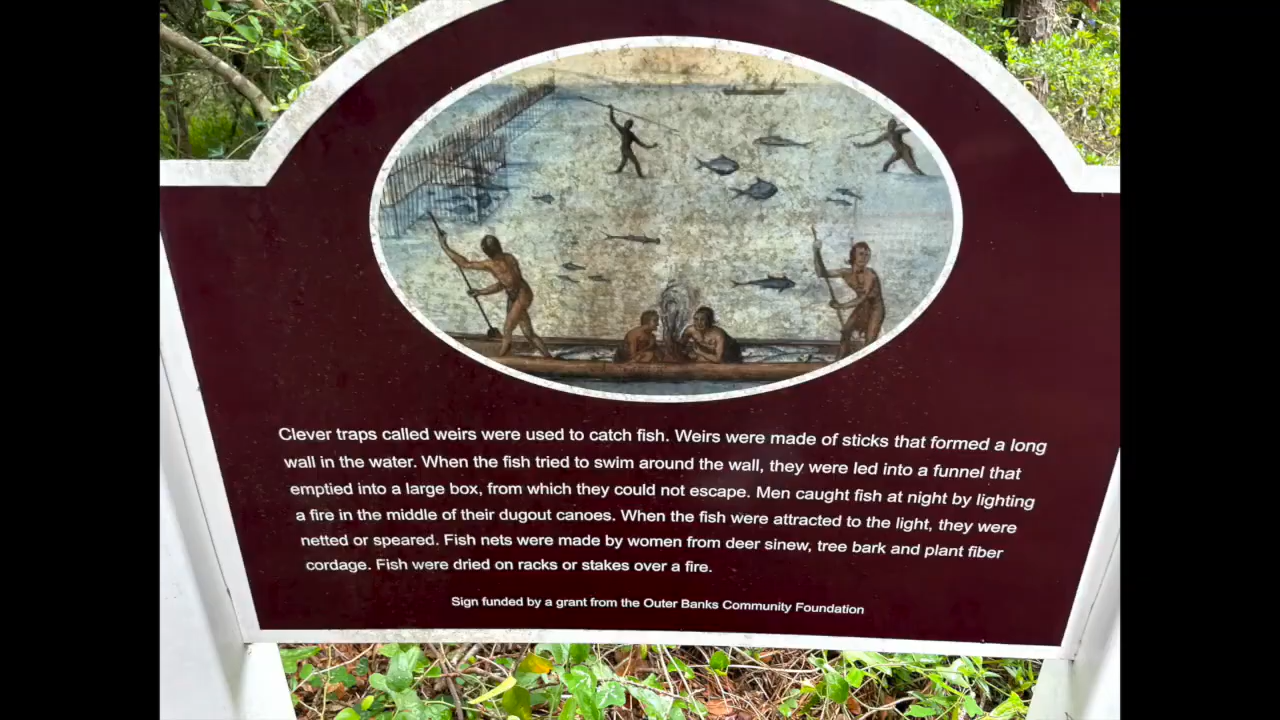 Clever traps called weirs were used to catch fish. Weirs were made of sticks that formed a long
wall in the water. When the fish tried to swim around the wall, they were led into a funnel that
emptied into a large box, from which they could not escape. Men caught fish at night by lighting
a fire in the middle of their dugout canoes. When the fish were attracted to the light, they were
netted or speared. Fish nets were made by women from deer sinew, tree bark and plant fiber
cordage. Fish were dried on racks or stakes over a fire.
Sign funded by a grant from the Outer Banks Community Foundation